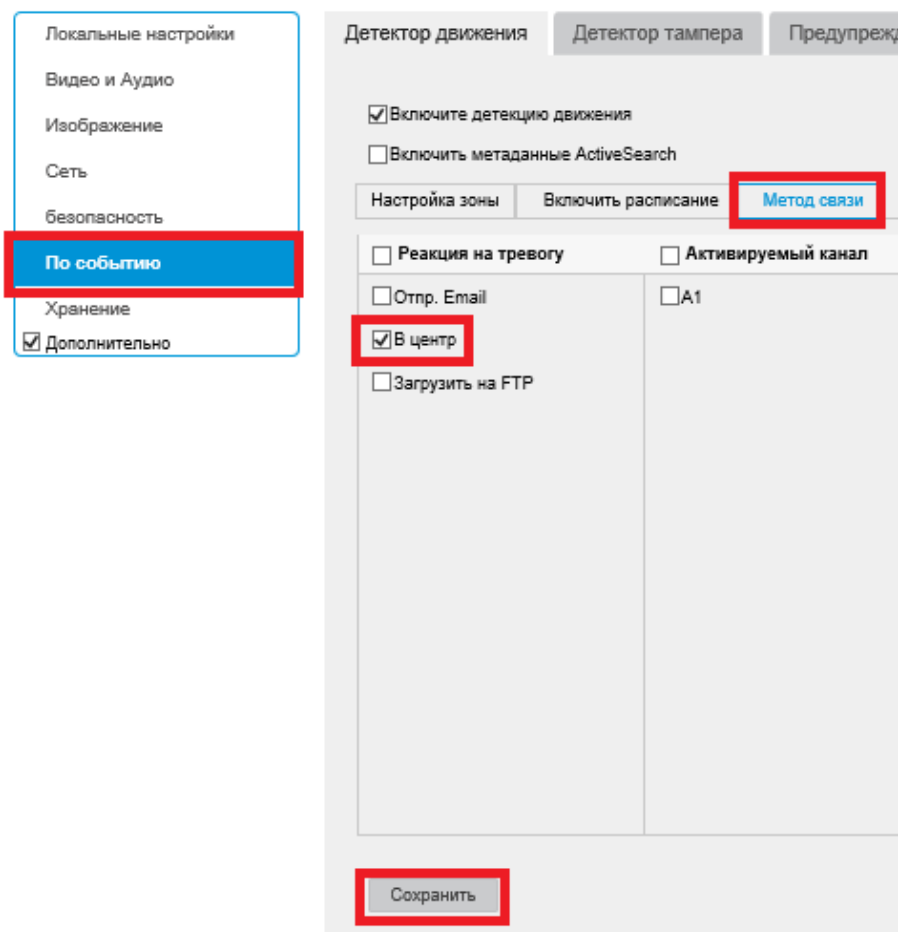 Локальные настройки
Видео и Аудио
Изображение
Сеть
безопасность
По событию
Хранение
Дополнительно
Детектор движения
Детектор тампера
Предупрежд
Включите детекцию движения
Включить метаданные ActiveSearch
Настройка зоны
Включить расписание
Метод связи
Реакция на тревогу
Активируемый канал
Отпр. Email
A1
В центр
Загрузить на FTP
Сохранить